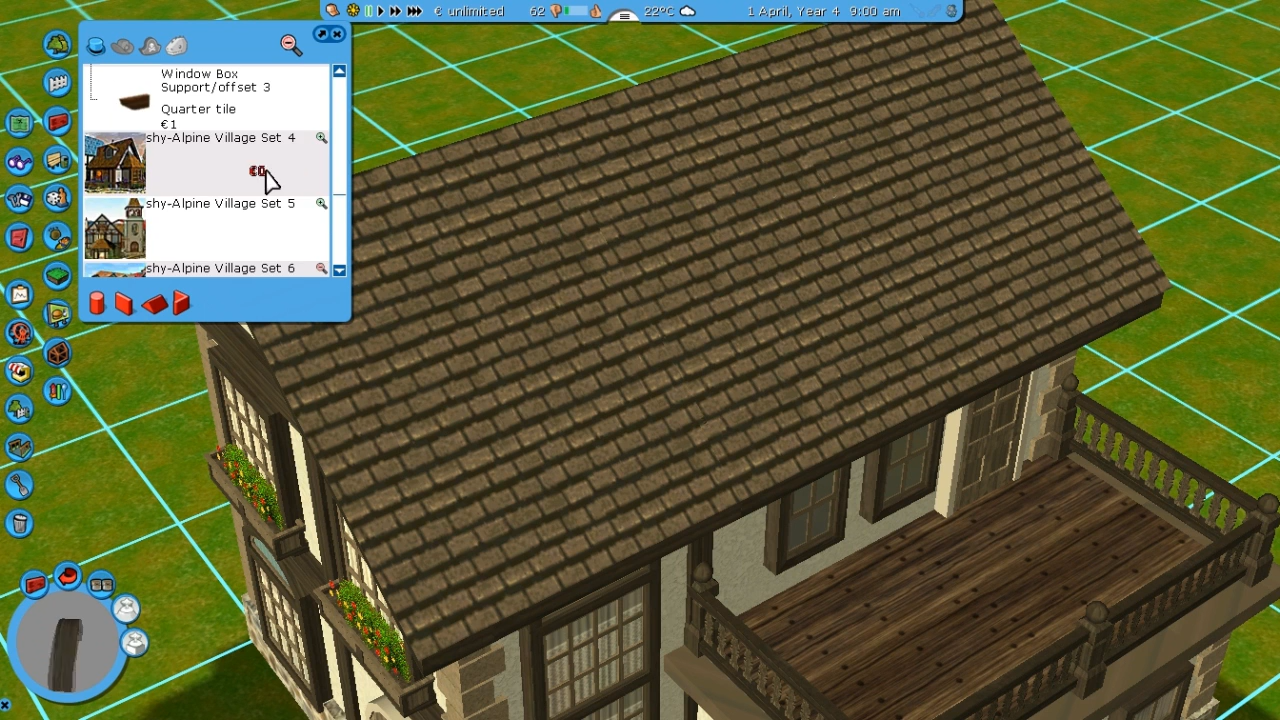 € unlimited 62 22°C 1 April, Year 4 9:00 am
Window Box
Support/offset 3
Quarter tile
€1
shy-Alpine Village Set 4
€0
shy-Alpine Village Set 5
shy-Alpine Village Set 6